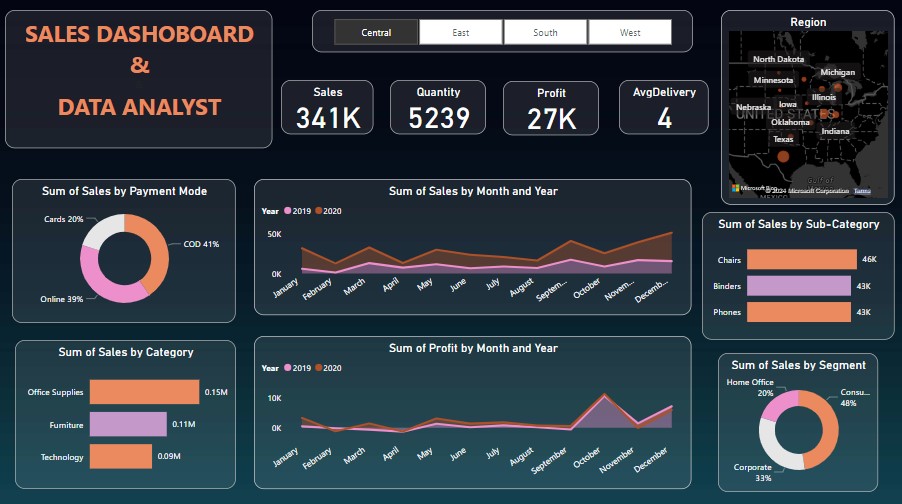 SALES DASHOBOARD
&
DATA ANALYST
Central East South West
Sales
341K
Quantity
5239
Profit
27K
AvgDelivery
4
Region
North Dakota
Minnesota
Michigan
Nebraska
Iowa
Illinois
UNITED STATES
Oklahoma
Indiana
Texas
Gulf of
MEXICO
Microsoft Bing
© 2024 Microsoft Corporation Terms
Sum of Sales by Payment Mode
Cards 20%
COD 41%
Online 39%
Sum of Sales by Month and Year
Year 2019 2020
50K
0K
January February March April May June July August Septem... October Novem... Decemb...
Sum of Sales by Sub-Category
Chairs 46K
Binders 43K
Phones 43K
Sum of Sales by Category
Office Supplies 0.15M
Furniture 0.11M
Technology 0.09M
Sum of Profit by Month and Year
Year 2019 2020
10K
0K
January February March April May June July August September October November December
Sum of Sales by Segment
Home Office
20%
Consu...
48%
Corporate
33%